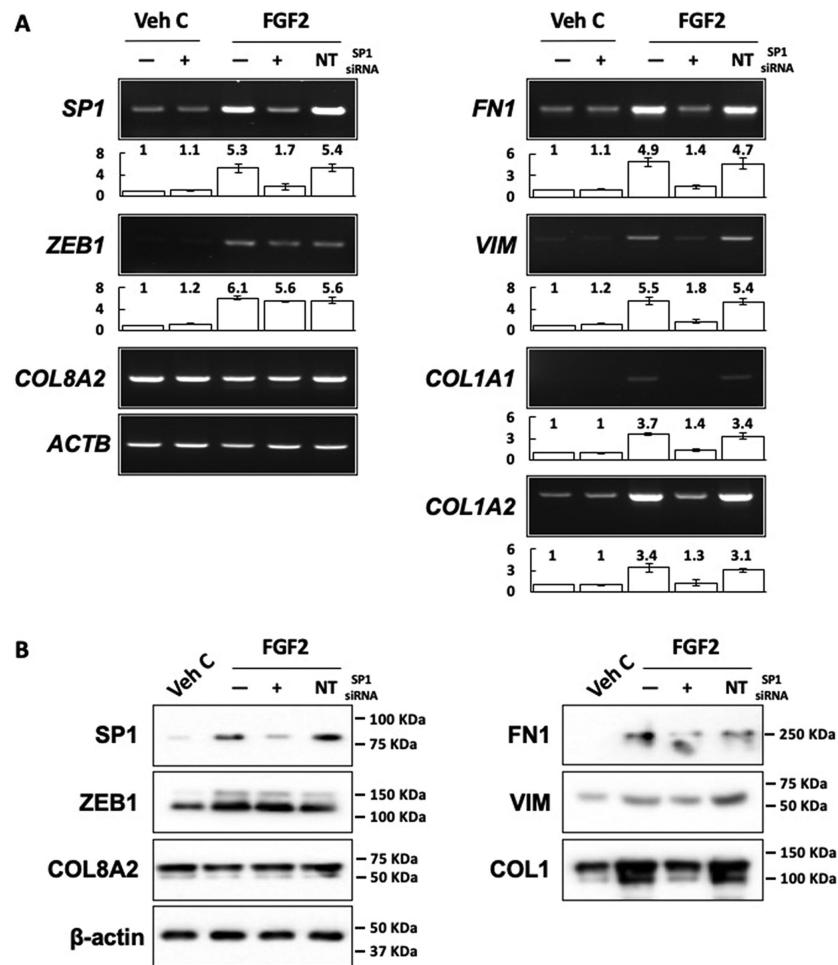 A
Veh C FGF2
— + — + NT SP1 siRNA
SP1
8 4 0
1 1.1 5.3 1.7 5.4
ZEB1
8 4 0
1 1.2 6.1 5.6 5.6
COL8A2
ACTB
Veh C FGF2
— + — + NT SP1 siRNA
FN1
6 3 0
1 1.1 4.9 1.4 4.7
VIM
8 4 0
1 1.2 5.5 1.8 5.4
COL1A1
6 3 0
1 1 3.7 1.4 3.4
COL1A2
6 3 0
1 1 3.4 1.3 3.1
B
Veh C FGF2
— + NT SP1 siRNA
SP1
100 KDa
75 KDa
ZEB1
150 KDa
100 KDa
COL8A2
75 KDa
50 KDa
β-actin
50 KDa
37 KDa
Veh C FGF2
— + NT SP1 siRNA
FN1
250 KDa
VIM
75 KDa
50 KDa
COL1
150 KDa
100 KDa